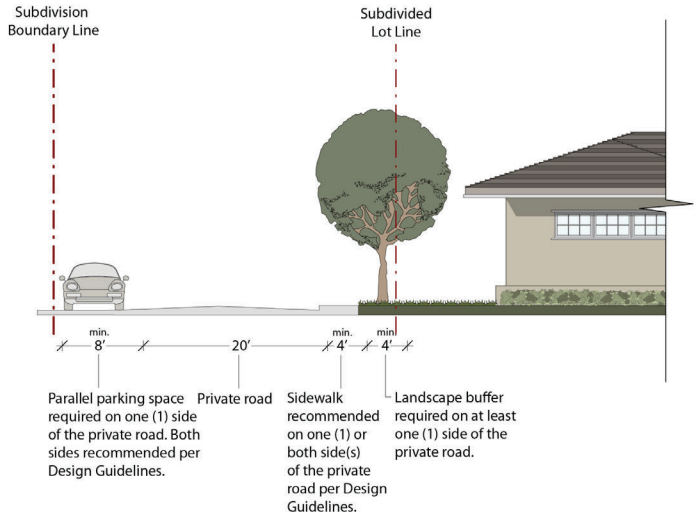 Subdivision
Boundary Line
Subdivided
Lot Line
min.
8'
20'
min.
4'
min
4'
Parallel parking space
required on one (1) side
of the private road. Both
sides recommended per
Design Guidelines.
Private road
Sidewalk
recommended
on one (1) or
both side(s)
of the private
road per Design
Guidelines.
Landscape buffer
required on at least
one (1) side of the
private road.